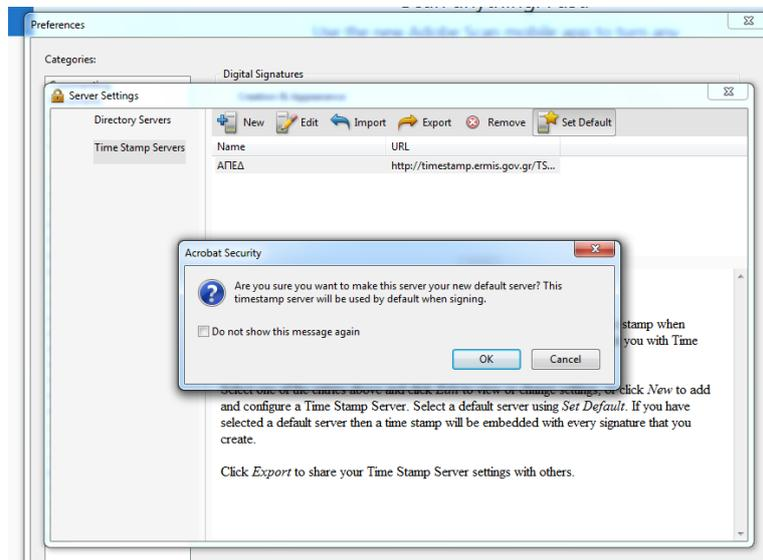 Preferences
Categories:
Digital Signatures
Creation & Appearance
Server Settings
Directory Servers
Time Stamp Servers
New Edit Import Export Remove Set Default
Name URL
ΑΠΕΔ http://timestamp.ermis.gov.gr/TS...
Acrobat Security
Are you sure you want to make this server your new default server? This
timestamp server will be used by default when signing.
Do not show this message again
OK Cancel
stamp when
you with Time
Select one of the entries above and click Edit to view or change settings, or click New to add
and configure a Time Stamp Server. Select a default server using Set Default. If you have
selected a default server then a time stamp will be embedded with every signature that you
create.
Click Export to share your Time Stamp Server settings with others.